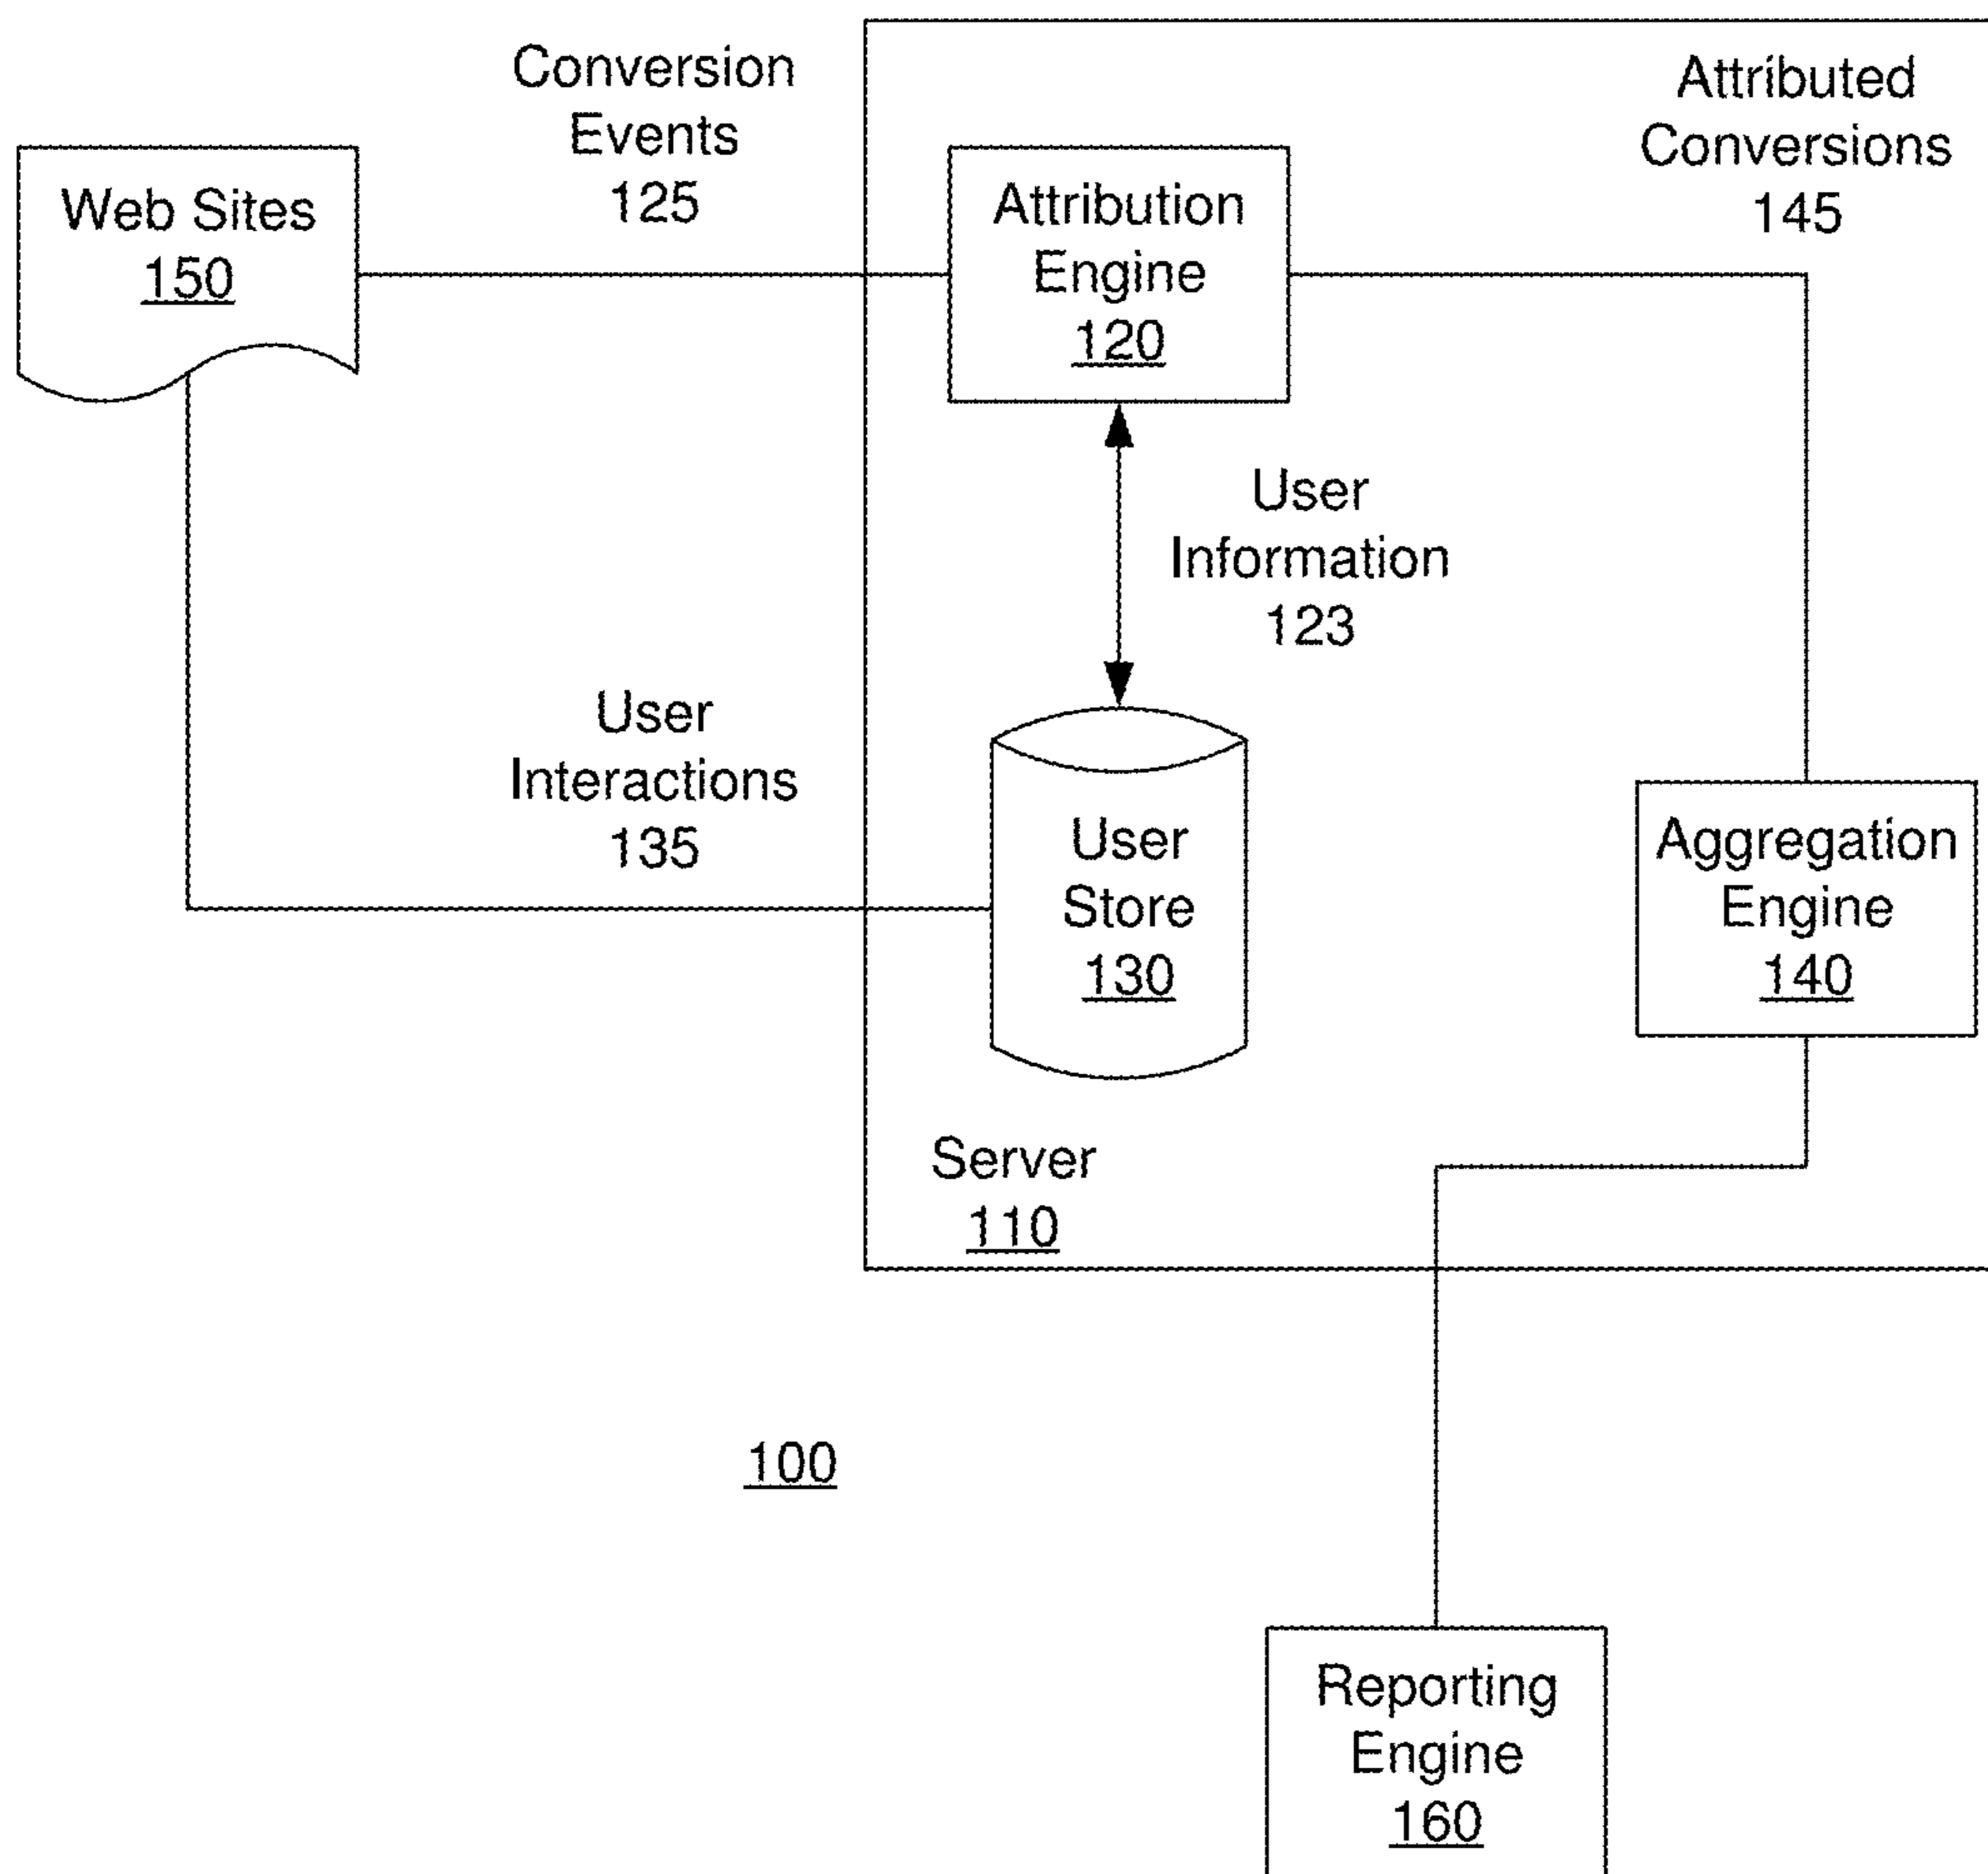 Conversion
Events
125
Attributed
Conversions
145
Web Sites
150
Attribution
Engine
120
User
Information
123
User
Interactions
135
User
Store
130
Aggregation
Engine
140
Server
110
100
Reporting
Engine
160